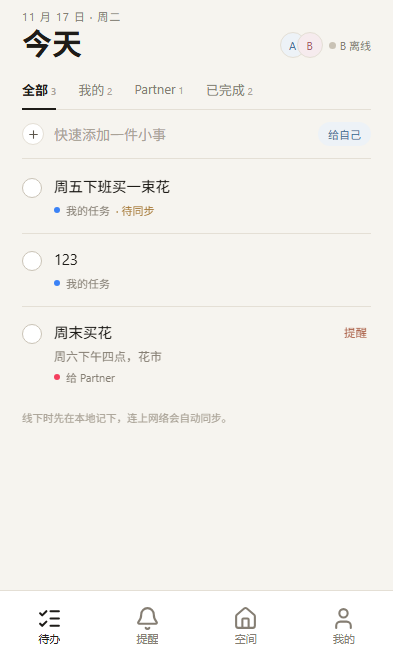 11 月 17 日 · 周二
今天
A B B 离线
全部 3 我的 2 Partner 1 已完成 2
+ 快速添加一件小事 给自己
周五下班买一束花
我的任务 · 待同步
123
我的任务
周末买花 提醒
周六下午四点，花市
给 Partner
线下时先在本地记下，连上网络会自动同步。
待办 提醒 空间 我的